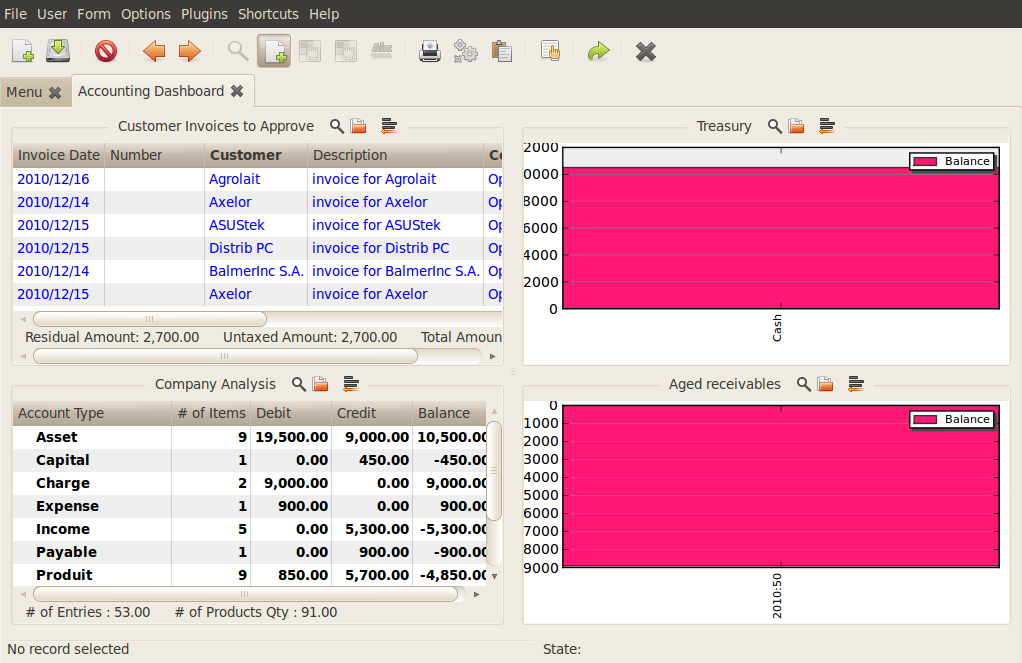 File User Form Options Plugins Shortcuts Help
Menu Accounting Dashboard
Customer Invoices to Approve
Invoice Date Number Customer Description
2010/12/16 Agrolait invoice for Agrolait Op
2010/12/14 Axelor invoice for Axelor Op
2010/12/15 ASUStek invoice for ASUStek Op
2010/12/15 Distrib PC invoice for Distrib PC Op
2010/12/14 BalmerInc S.A. invoice for BalmerInc S.A. Op
2010/12/15 Axelor invoice for Axelor Op
Residual Amount: 2,700.00 Untaxed Amount: 2,700.00 Total Amoun
Treasury
2000
Balance
0000
8000
6000
4000
2000
0
Cash
Company Analysis
Account Type # of Items Debit Credit Balance
Asset 9 19,500.00 9,000.00 10,500.00
Capital 1 0.00 450.00 -450.00
Charge 2 9,000.00 0.00 9,000.00
Expense 1 900.00 0.00 900.00
Income 5 0.00 5,300.00 -5,300.00
Payable 1 0.00 900.00 -900.00
Produit 9 850.00 5,700.00 -4,850.00
# of Entries : 53.00 # of Products Qty : 91.00
Aged receivables
0
Balance
1000
2000
3000
4000
5000
6000
7000
8000
9000
2010:50
No record selected State: